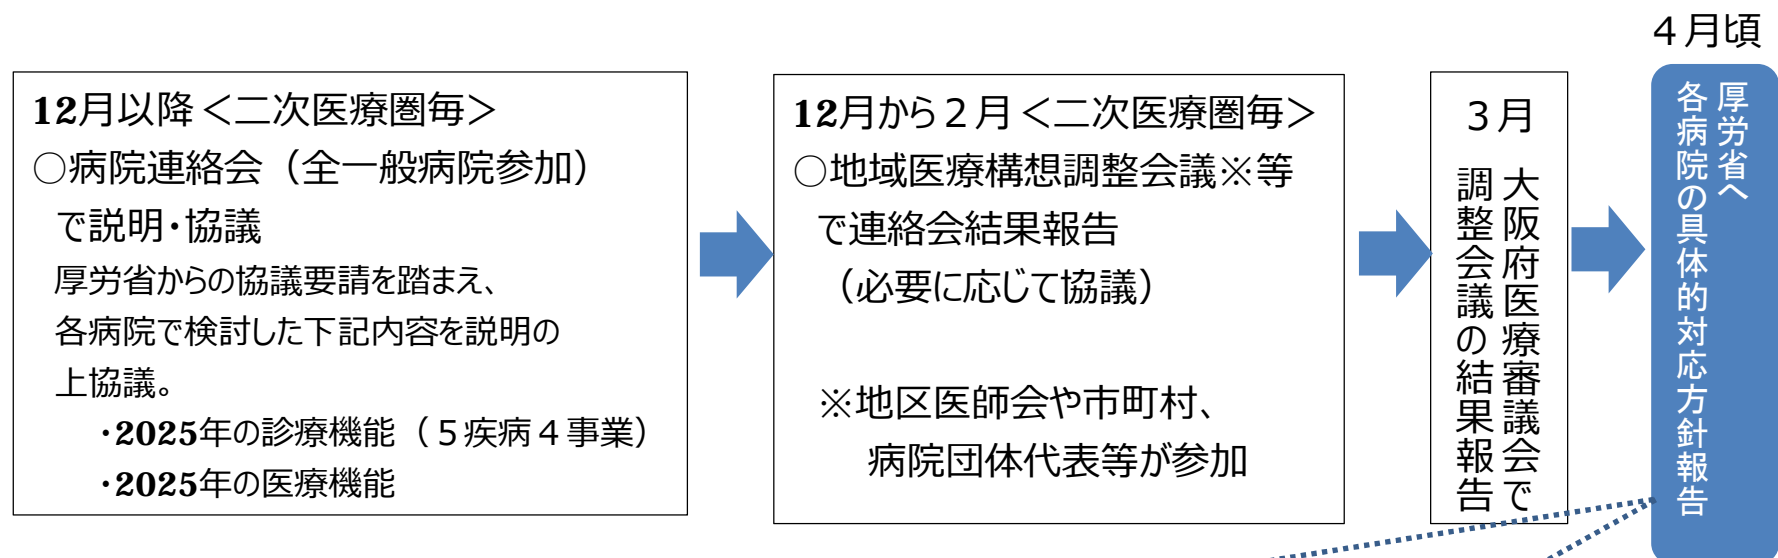 12月以降<二次医療圏毎>
○病院連絡会（全一般病院参加）
で説明・協議
厚労省からの協議要請を踏まえ、
各病院で検討した下記内容を説明の
上協議。
・2025年の診療機能（５疾病４事業）
・2025年の医療機能
12月から２月<二次医療圏毎>
○地域医療構想調整会議※等
で連絡会結果報告
（必要に応じて協議）
※地区医師会や市町村、
病院団体代表等が参加
３月
大阪府医療審議会で
調整会議の結果報告
４月頃
厚労省へ
各病院の具体的対応方針報告